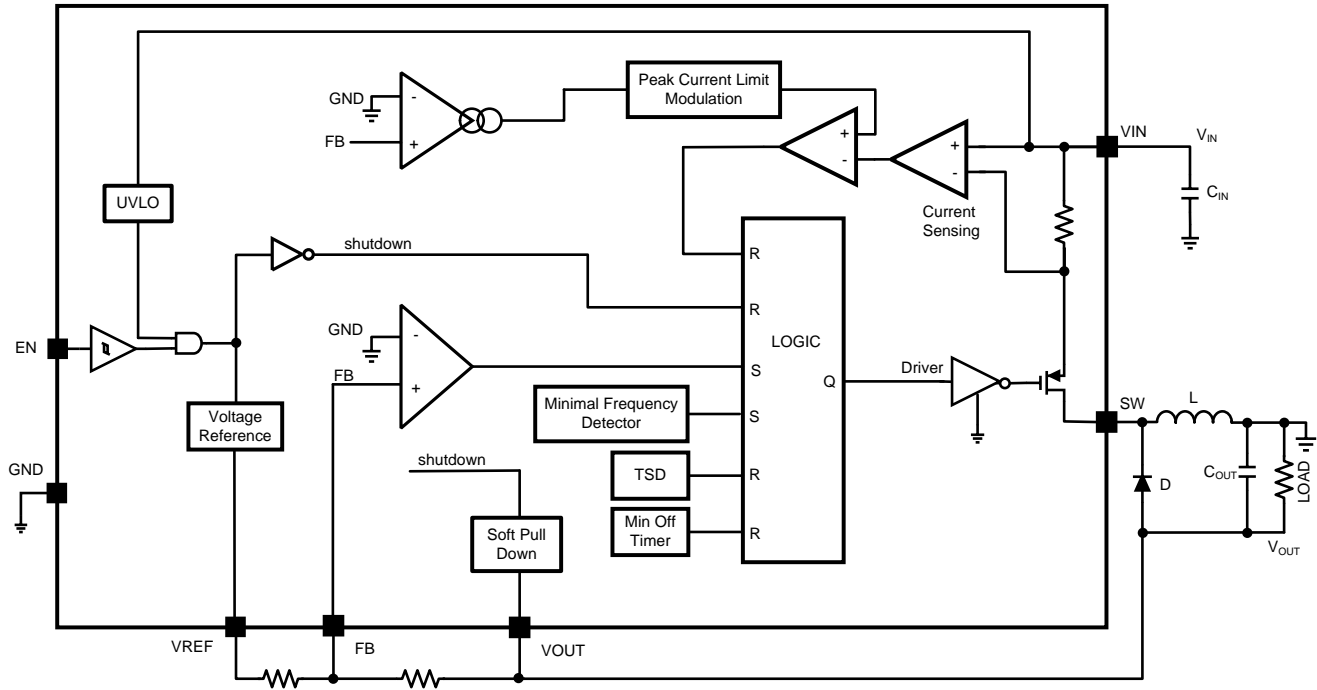 Peak Current Limit
Modulation
GND
-
+
FB
+
-
+
-
VIN
VIN
CIN
Current
Sensing
UVLO
shutdown
R
R
LOGIC
S
Q
S
R
R
GND
-
FB
+
EN
Driver
SW
L
Voltage
Reference
Minimal Frequency
Detector
GND
shutdown
TSD
D
COUT
LOAD
Soft Pull
Down
Min Off
Timer
VOUT
VREF
FB
VOUT